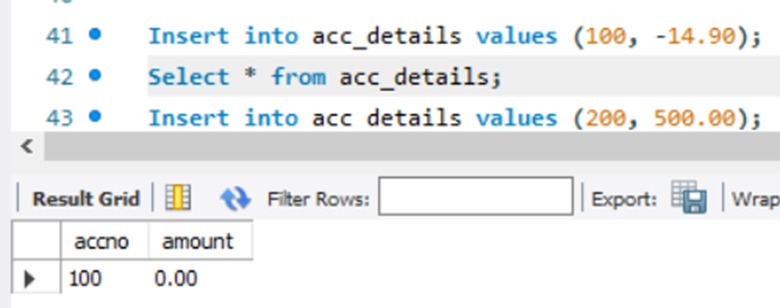 41 Insert into acc_details values (100, -14.90);
42 Select * from acc_details;
43 Insert into acc details values (200, 500.00);
Result Grid Filter Rows: Export: Wrap
accno amount
100 0.00